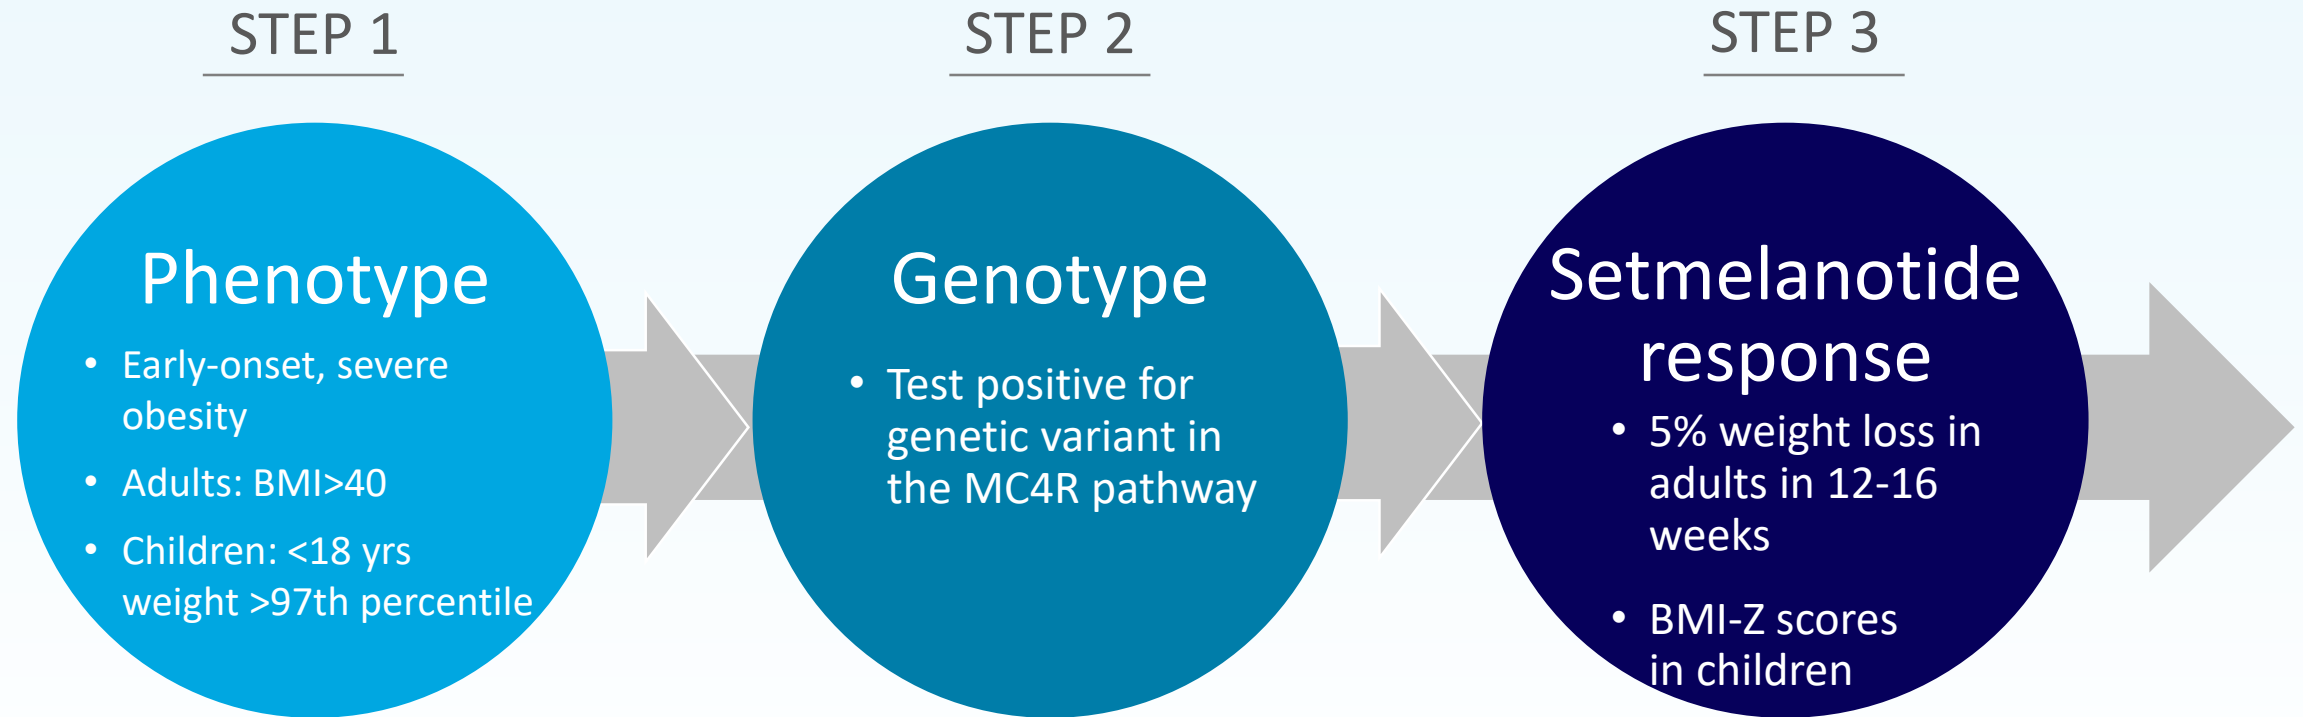 STEP 1
Phenotype
• Early-onset, severe
obesity
• Adults: BMI>40
• Children: <18 yrs
weight >97th percentile
STEP 2
Genotype
• Test positive for
genetic variant in
the MC4R pathway
STEP 3
Setmelanotide
response
• 5% weight loss in
adults in 12-16
weeks
• BMI-Z scores
in children